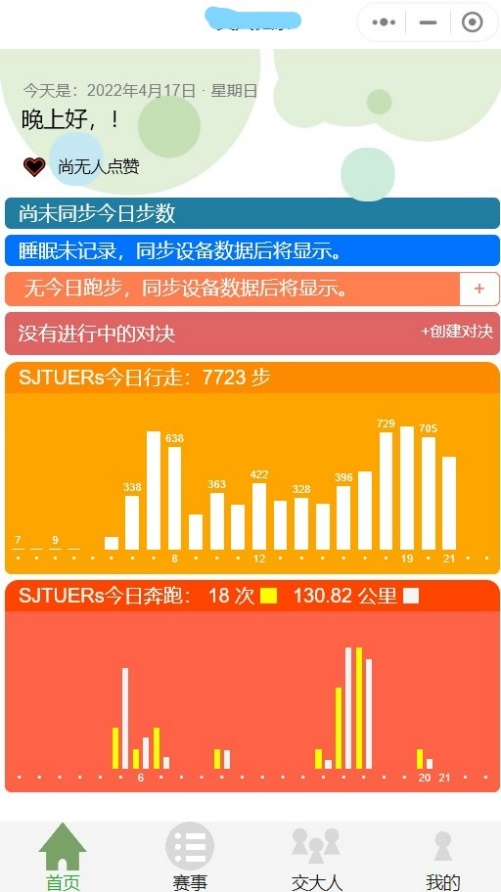 今天是：2022年4月17日 · 星期日
晚上好，！
尚无人点赞
尚未同步今日步数
睡眠未记录，同步设备数据后将显示。
无今日跑步，同步设备数据后将显示。 +
没有进行中的对决 +创建对决
SJTUERs今日行走：7723 步
729 705
638
422 396
338 363 328
7 9
8 12 19 21
SJTUERs今日奔跑： 18 次 130.82 公里
6 20 21
首页 赛事 交大人 我的